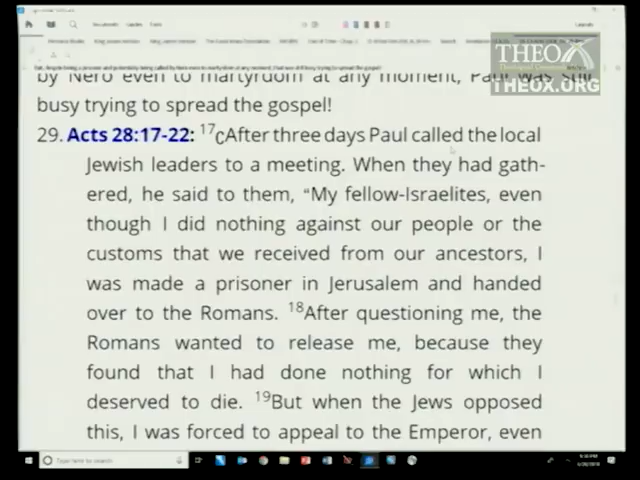 by Nero even to martyrdom at any moment, Paul was still
busy trying to spread the gospel!
29. Acts 28:17-22: 17CAfter three days Paul called the local
Jewish leaders to a meeting. When they had gath-
ered, he said to them, “My fellow-Israelites, even
though I did nothing against our people or the
customs that we received from our ancestors, I
was made a prisoner in Jerusalem and handed
over to the Romans. 18After questioning me, the
Romans wanted to release me, because they
found that I had done nothing for which I
deserved to die. 19But when the Jews opposed
this, I was forced to appeal to the Emperor, even
THEOX
THEOX.ORG
Type here to search